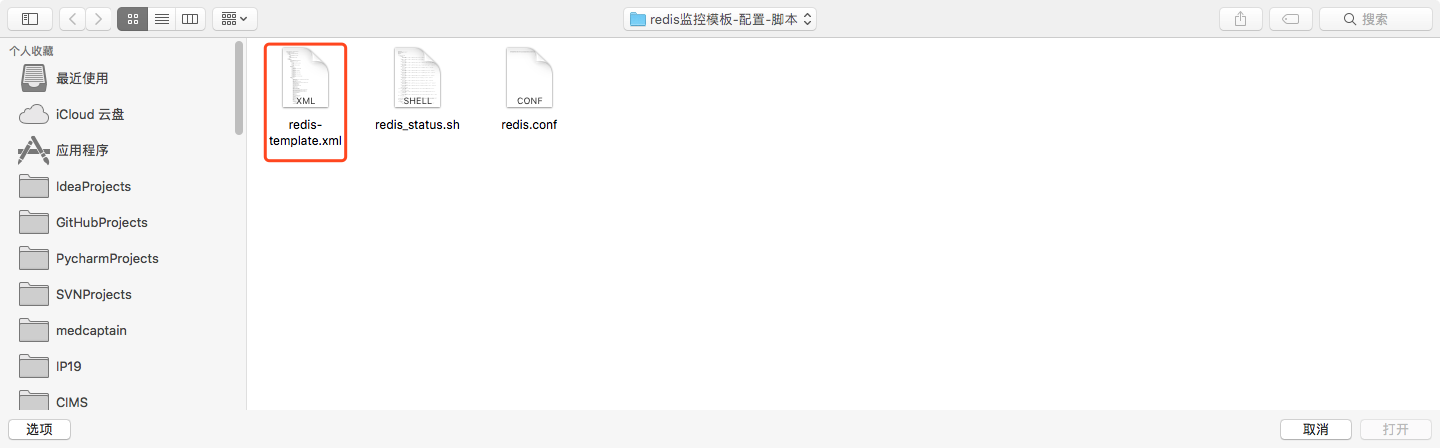 redis监控模板-配置-脚本
搜索
个人收藏
最近使用
iCloud 云盘
应用程序
IdeaProjects
GitHubProjects
PycharmProjects
SVNProjects
medcaptain
IP19
CIMS
XML
redis-
template.xml
SHELL
redis_status.sh
CONF
redis.conf
选项
取消
打开